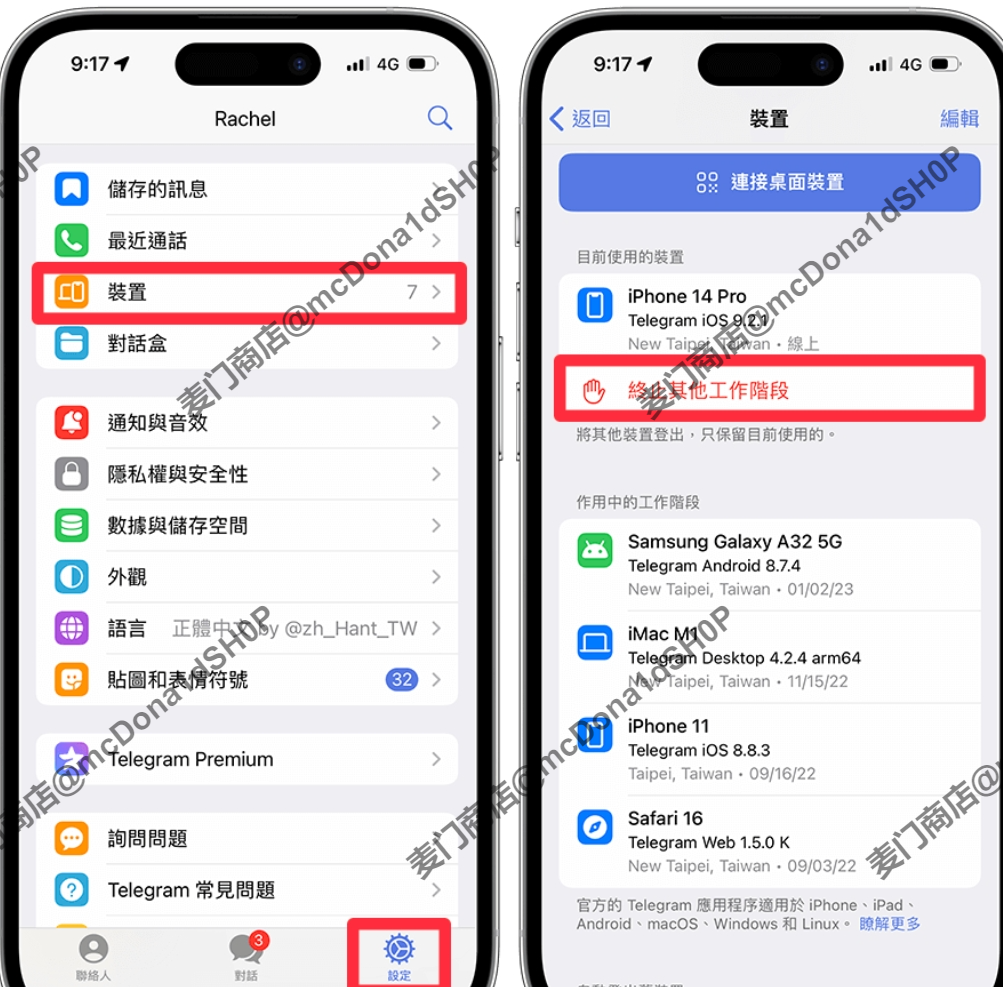 9:17
4G
Rachel
儲存的訊息
最近通話
裝置
7
對話盒
通知與音效
隱私權與安全性
數據與儲存空間
外觀
語言
正體中文 by @zh_Hant_TW
貼圖和表情符號
32
Telegram Premium
詢問問題
Telegram 常見問題
聯絡人
3
對話
設定
9:17
4G
返回
裝置
編輯
連接桌面裝置
目前使用的裝置
iPhone 14 Pro
Telegram iOS 9.2.1
New Taipei, Taiwan • 線上
終止其他工作階段
將其他裝置登出，只保留目前使用的。
作用中的工作階段
Samsung Galaxy A32 5G
Telegram Android 8.7.4
New Taipei, Taiwan • 01/02/23
iMac M1
Telegram Desktop 4.2.4 arm64
New Taipei, Taiwan • 11/15/22
iPhone 11
Telegram iOS 8.8.3
Taipei, Taiwan • 09/16/22
Safari 16
Telegram Web 1.5.0 K
New Taipei, Taiwan • 09/03/22
官方的 Telegram 應用程序適用於 iPhone、iPad、
Android、macOS、Windows 和 Linux。 瞭解更多
麦门商店@mcDona1dSH0P
麦门商店@mcDona1dSH0P
商店@mcDona1dSH0P
麦门商店@mcDona1dSH0P
麦门商店@
麦门商店@